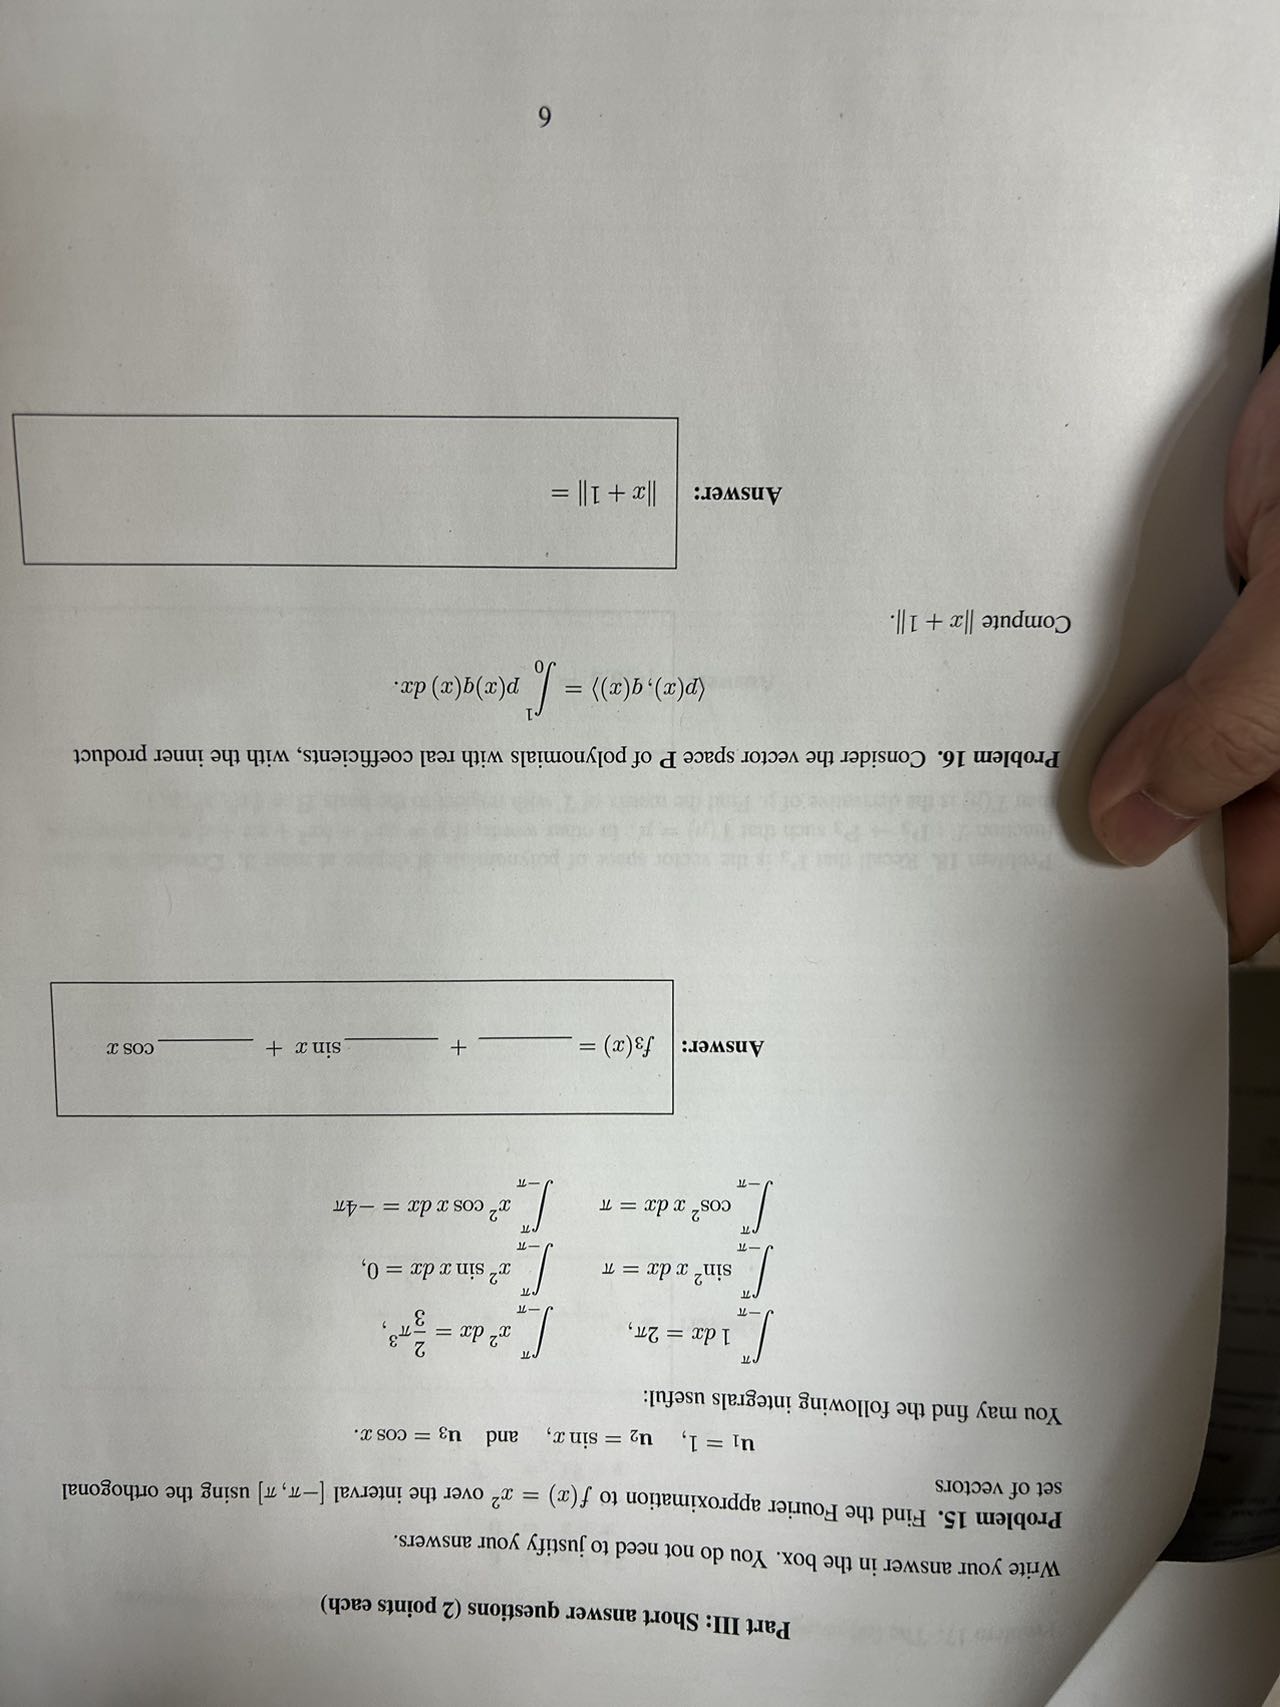 Part III: Short answer questions (2 points each)
Write your answer in the box. You do not need to justify your answers.
Problem 15. Find the Fourier approximation to f(x) = x² over the interval [−π, π] using the orthogonal
set of vectors
u₁ = 1, u₂ = sin x, and u₃ = cos x.
You may find the following integrals useful:
∫_{−π}^{π} 1 dx = 2π, ∫_{−π}^{π} x² dx = 2/3 π³,
∫_{−π}^{π} sin² x dx = π ∫_{−π}^{π} x² sin x dx = 0,
∫_{−π}^{π} cos² x dx = π ∫_{−π}^{π} x² cos x dx = −4π
Answer: f₃(x) = ________ + ________ sin x + ________ cos x
Problem 16. Consider the vector space P of polynomials with real coefficients, with the inner product
⟨p(x), q(x)⟩ = ∫_0^1 p(x)q(x) dx.
Compute ||x + 1||.
Answer: ||x + 1|| =
6